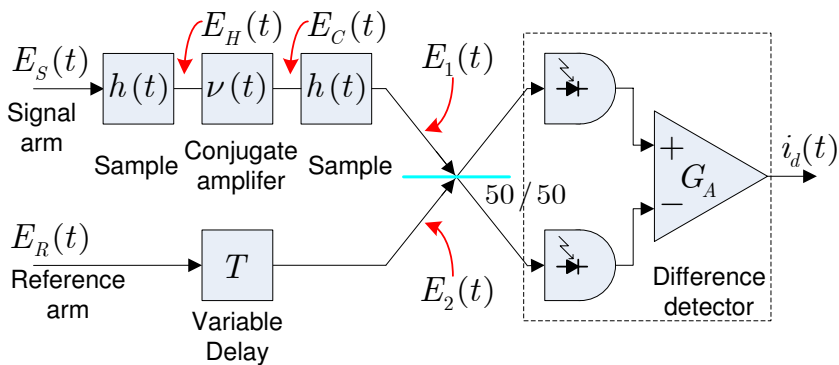 E_H(t)
E_C(t)
E_S(t)
h(t)
ν(t)
h(t)
E_1(t)
Signal
arm
Sample
Conjugate
amplifer
Sample
50 / 50
+
−
G_A
i_d(t)
E_R(t)
Reference
arm
T
Variable
Delay
E_2(t)
Difference
detector